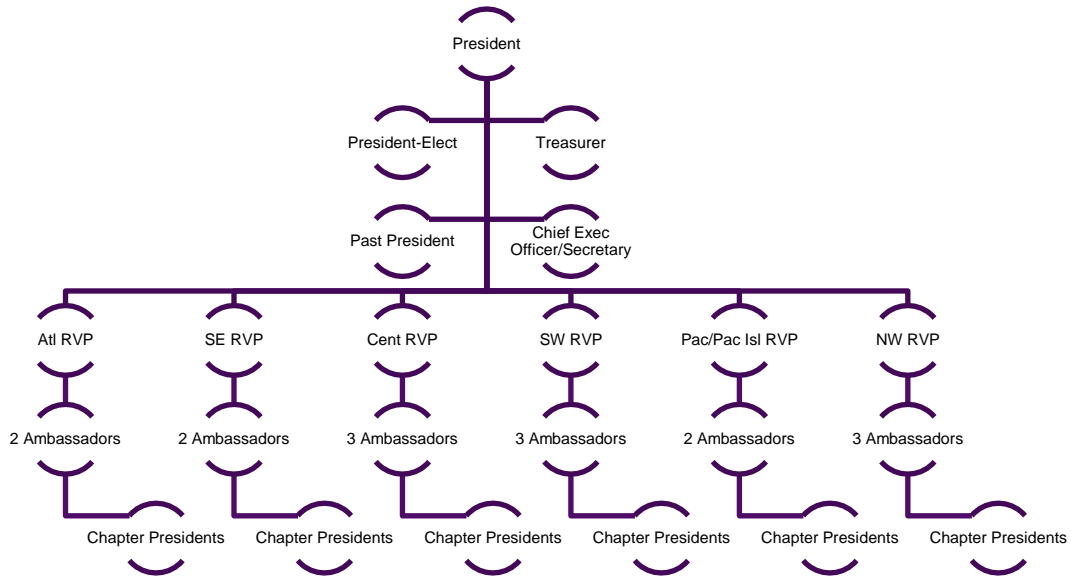 President
President-Elect
Treasurer
Past President
Chief Exec
Officer/Secretary
Atl RVP
SE RVP
Cent RVP
SW RVP
Pac/Pac Isl RVP
NW RVP
2 Ambassadors
2 Ambassadors
3 Ambassadors
3 Ambassadors
2 Ambassadors
3 Ambassadors
Chapter Presidents
Chapter Presidents
Chapter Presidents
Chapter Presidents
Chapter Presidents
Chapter Presidents